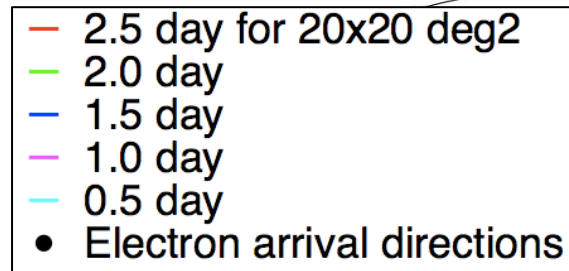 2.5 day for 20x20 deg2
2.0 day
1.5 day
1.0 day
0.5 day
Electron arrival directions